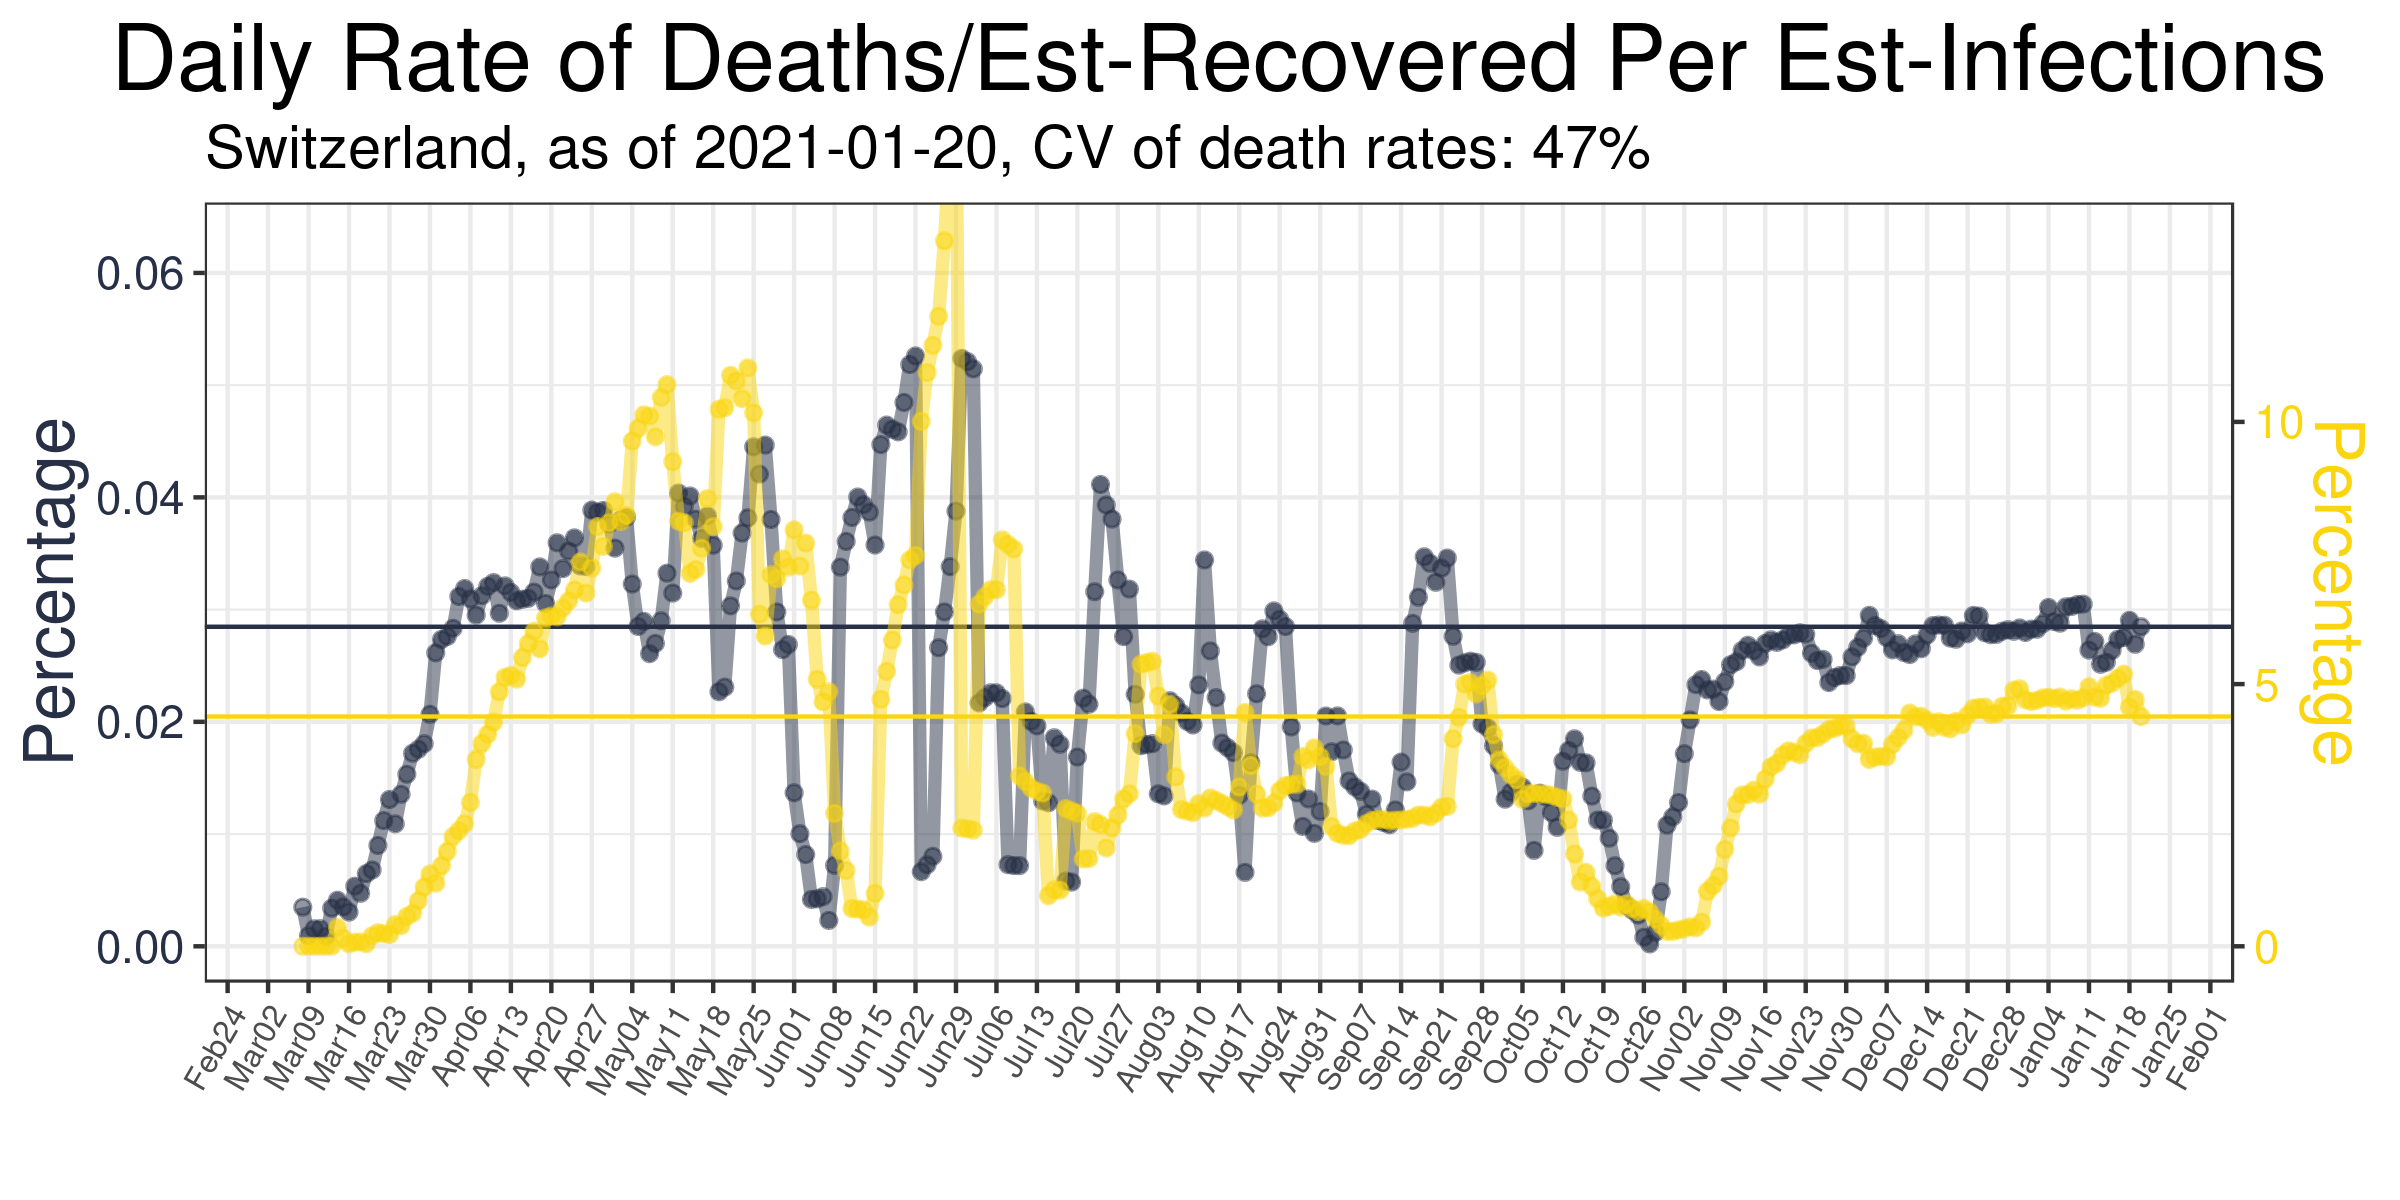 Daily Rate of Deaths/Est-Recovered Per Est-Infections
Switzerland, as of 2021-01-20, CV of death rates: 47%
Percentage
0.06
0.04
0.02
0.00
10
5
0
Percentage
Feb24
Mar02
Mar09
Mar16
Mar23
Mar30
Apr06
Apr13
Apr20
Apr27
May04
May11
May18
May25
Jun01
Jun08
Jun15
Jun22
Jun29
Jul06
Jul13
Jul20
Jul27
Aug03
Aug10
Aug17
Aug24
Aug31
Sep07
Sep14
Sep21
Sep28
Oct05
Oct12
Oct19
Oct26
Nov02
Nov09
Nov16
Nov23
Nov30
Dec07
Dec14
Dec21
Dec28
Jan04
Jan11
Jan18
Jan25
Feb01